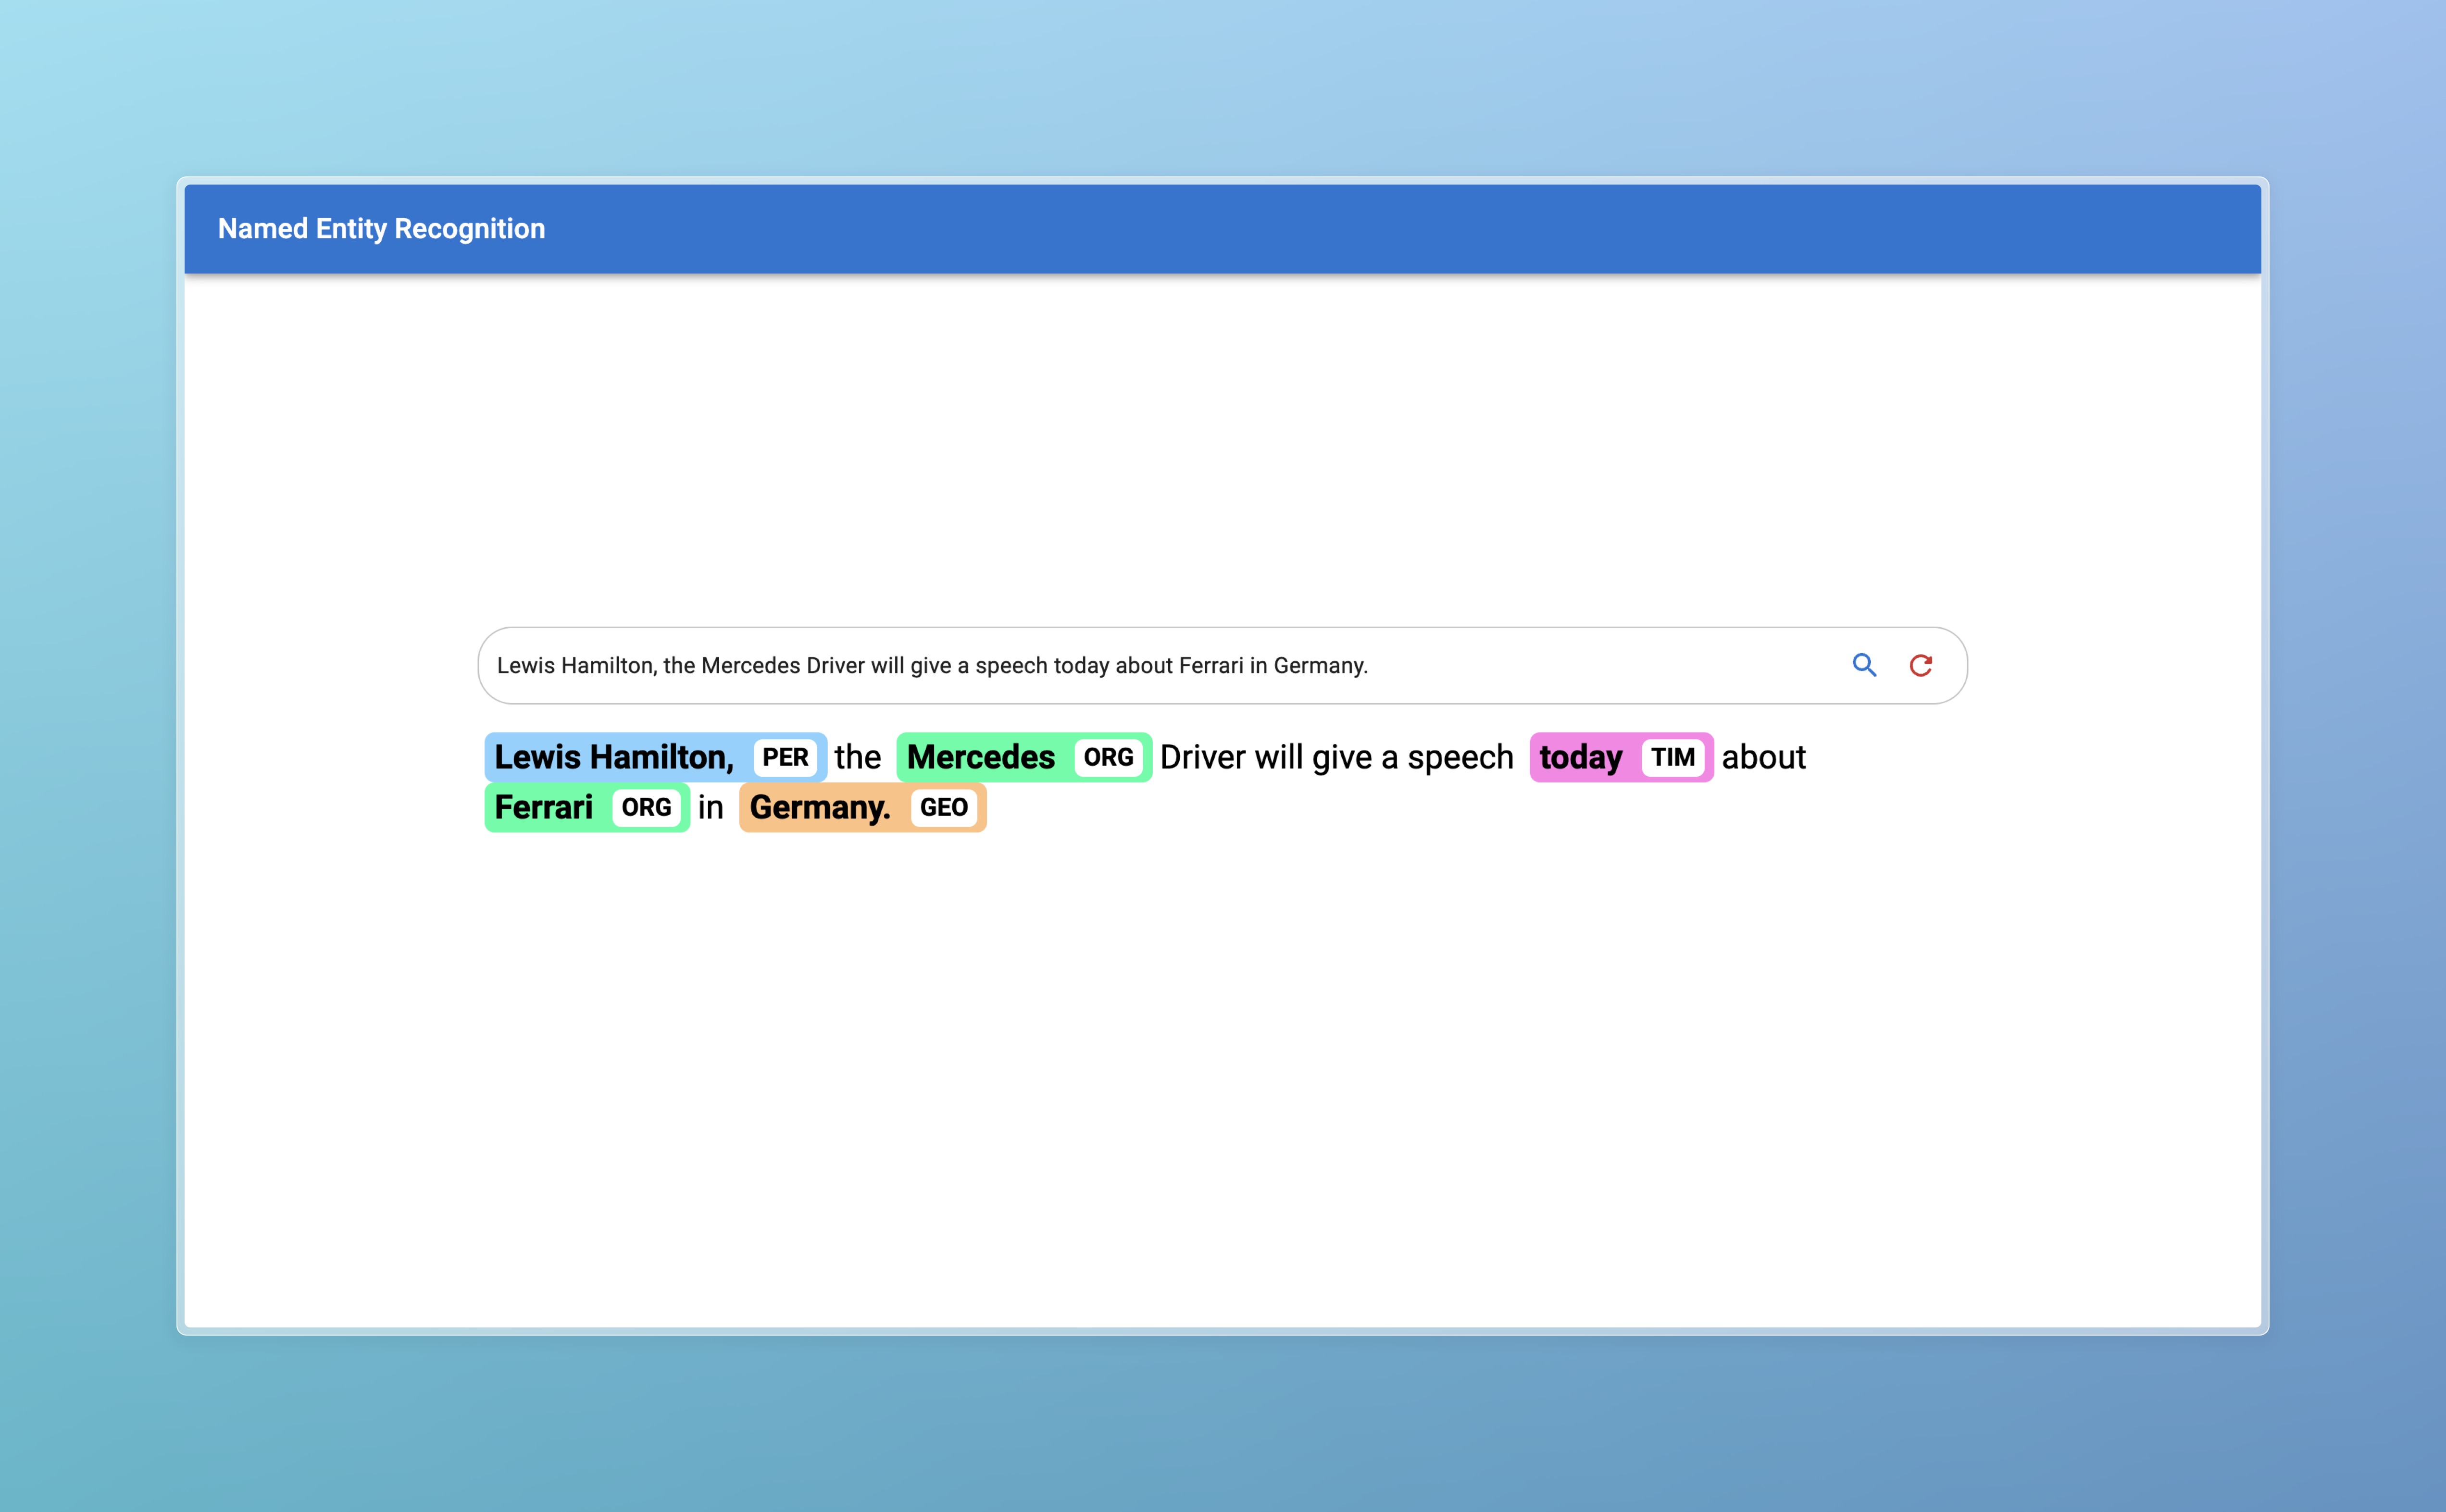 Named Entity Recognition
Lewis Hamilton, the Mercedes Driver will give a speech today about Ferrari in Germany.
Lewis Hamilton, PER the Mercedes ORG Driver will give a speech today TIM about
Ferrari ORG in Germany. GEO